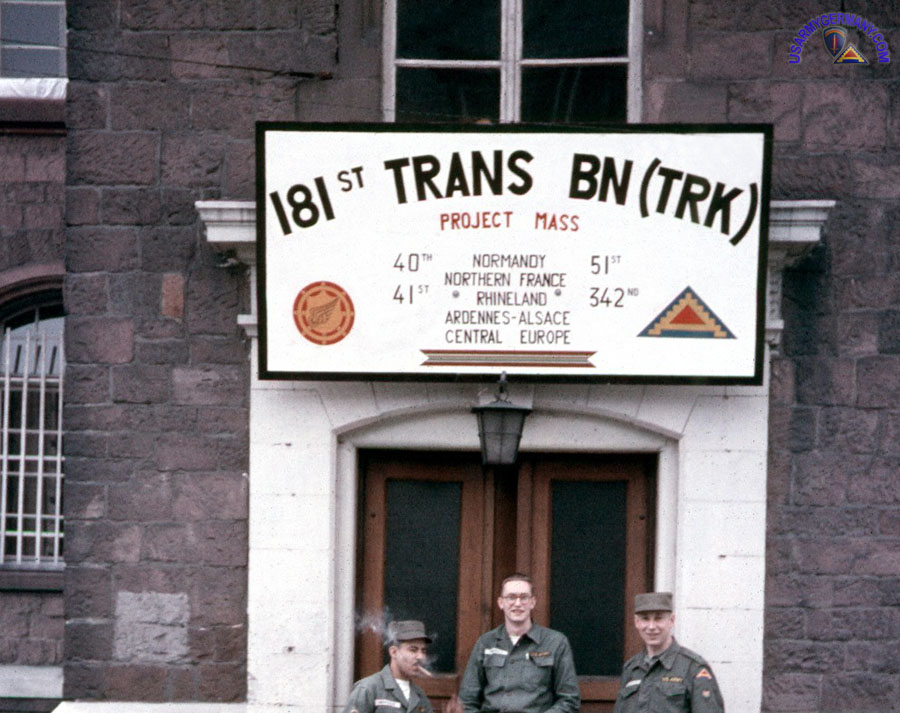 USARMYGERMANY.COM
181ST TRANS BN (TRK)
PROJECT MASS
40TH NORMANDY 51ST
NORTHERN FRANCE
41ST RHINELAND 342ND
ARDENNES-ALSACE
CENTRAL EUROPE
U.S. ARMY